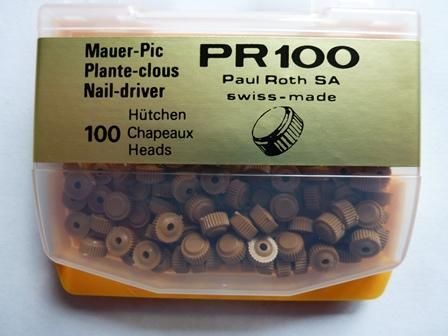 Mauer-Pic
Plante-clous
Nail-driver
100
Hütchen
Chapeaux
Heads
PR100
Paul Roth SA
swiss-made